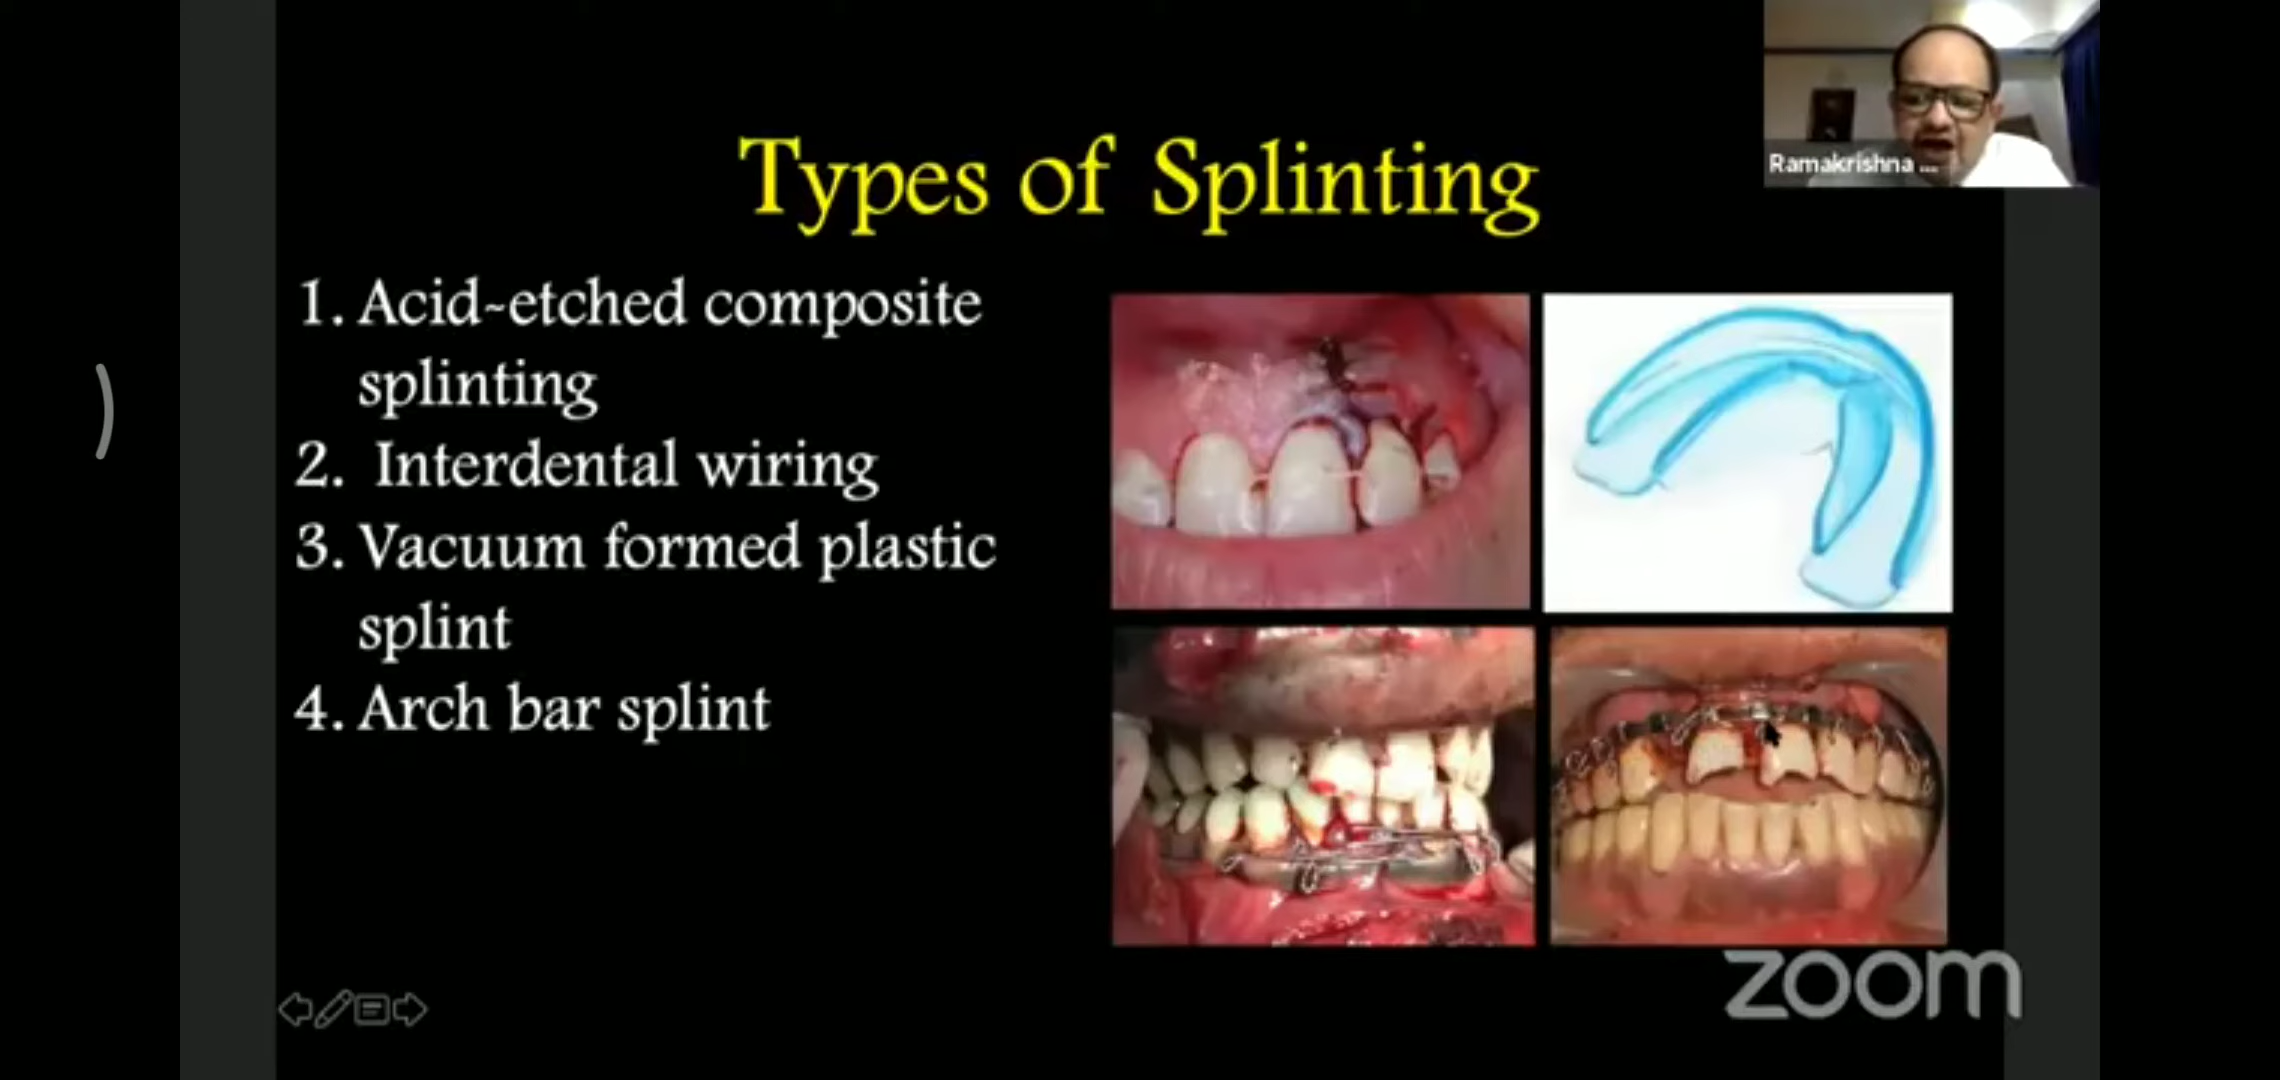 Ramakrishna ...
Types of Splinting
1. Acid-etched composite
splinting
2. Interdental wiring
3. Vacuum formed plastic
splint
4. Arch bar splint
zoom